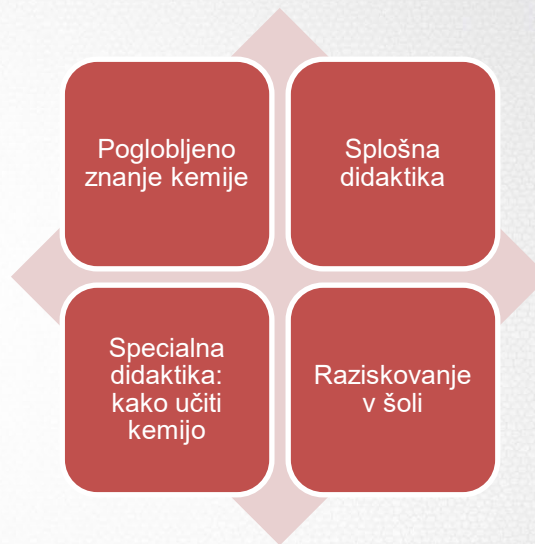 Poglobljeno
znanje kemije
Splošna
didaktika
Specialna
didaktika:
kako učiti
kemijo
Raziskovanje
v šoli